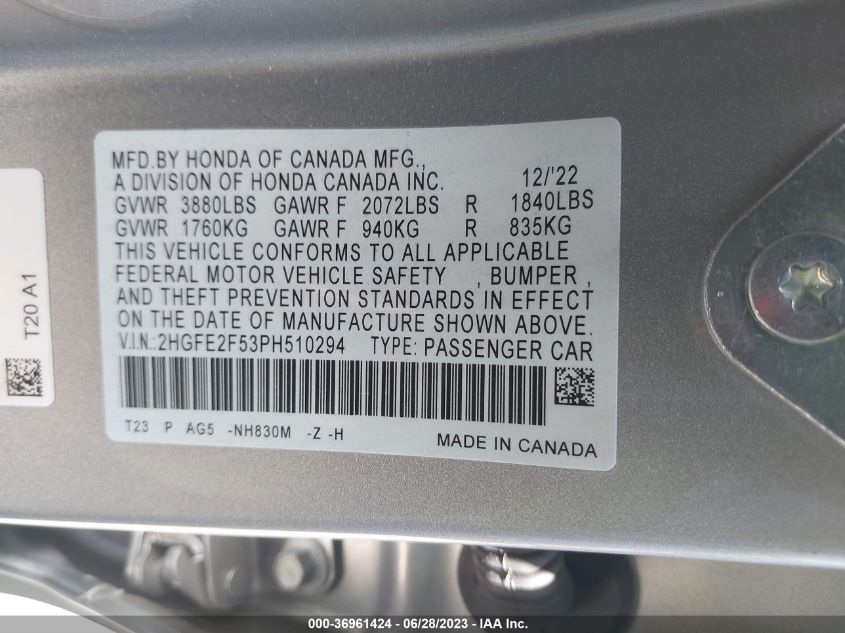 MFD.BY HONDA OF CANADA MFG.,
A DIVISION OF HONDA CANADA INC. 12/'22
GVWR 3880LBS GAWR F 2072LBS R 1840LBS
GVWR 1760KG GAWR F 940KG R 835KG
THIS VEHICLE CONFORMS TO ALL APPLICABLE
FEDERAL MOTOR VEHICLE SAFETY , BUMPER ,
AND THEFT PREVENTION STANDARDS IN EFFECT
ON THE DATE OF MANUFACTURE SHOWN ABOVE.
V.I.N.:2HGFE2F53PH510294 TYPE: PASSENGER CAR
T23 P AG5 -NH830M -Z -H
MADE IN CANADA
T20 A1
000-36961424 - 06/28/2023 - IAA Inc.